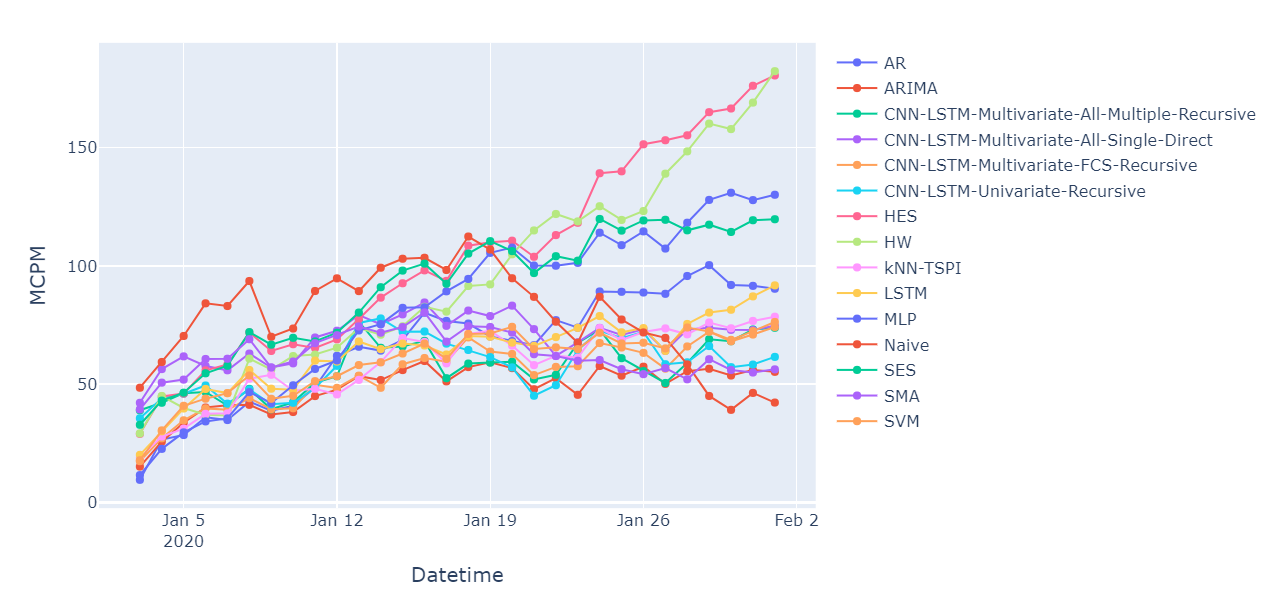 MCPM
150
100
50
0
Jan 5
2020
Jan 12
Jan 19
Jan 26
Feb 2
Datetime
AR
ARIMA
CNN-LSTM-Multivariate-All-Multiple-Recursive
CNN-LSTM-Multivariate-All-Single-Direct
CNN-LSTM-Multivariate-FCS-Recursive
CNN-LSTM-Univariate-Recursive
HES
HW
kNN-TSPI
LSTM
MLP
Naive
SES
SMA
SVM